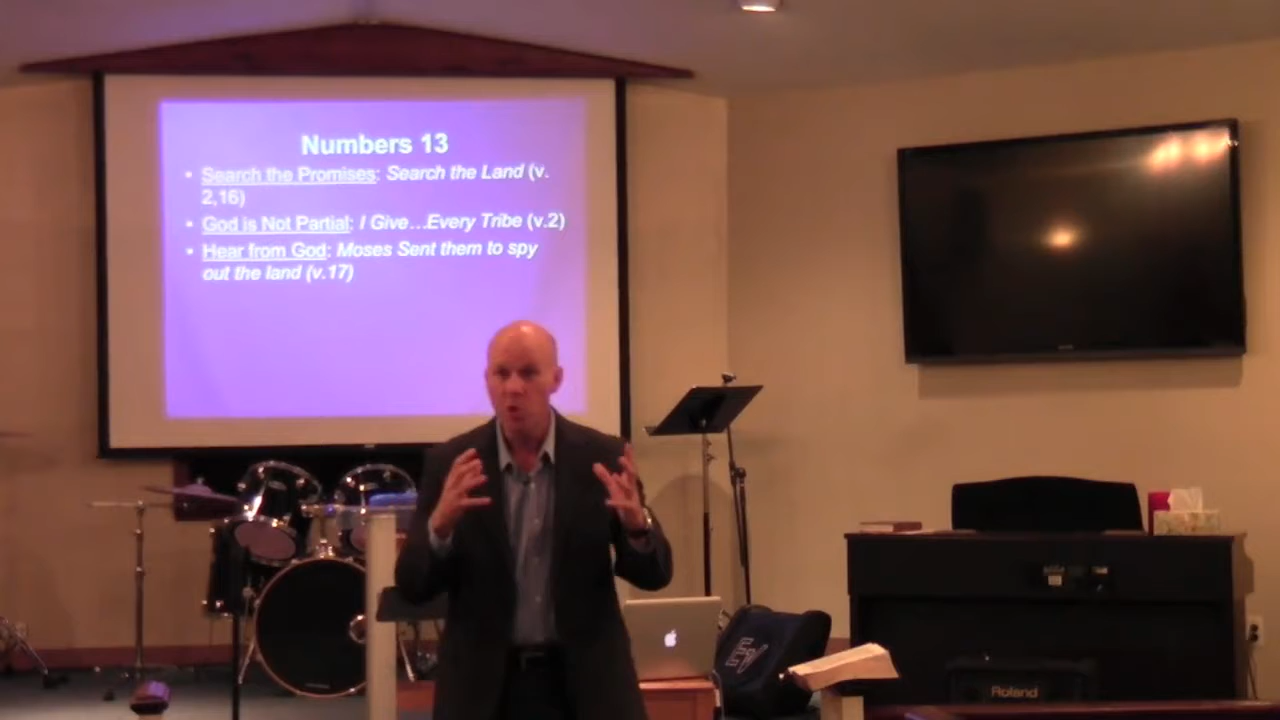 Numbers 13
• Search the Promises: Search the Land (v.
2,16)
• God is Not Partial: I Give...Every Tribe (v.2)
• Hear from God: Moses Sent them to spy
out the land (v.17)
Roland